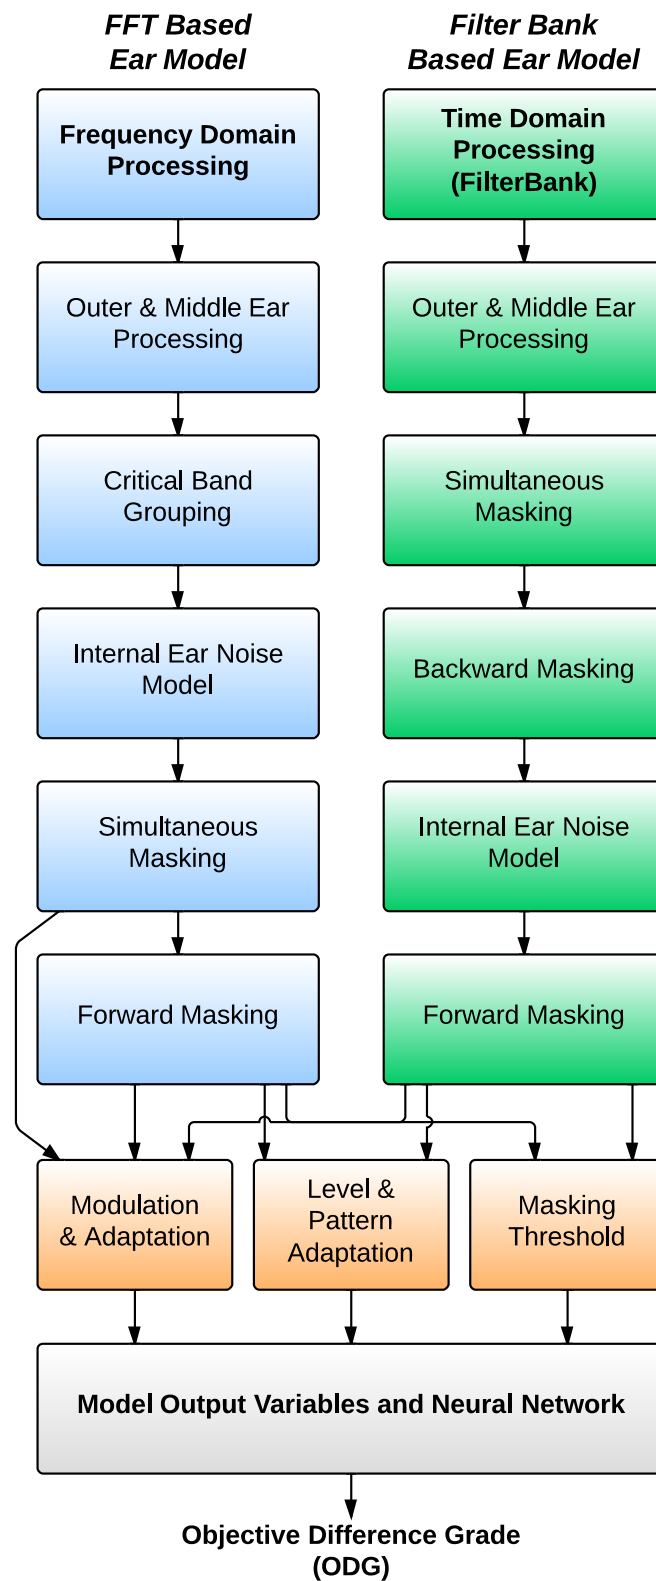 FFT Based
Ear Model
Filter Bank
Based Ear Model
Frequency Domain
Processing
Time Domain
Processing
(FilterBank)
Outer & Middle Ear
Processing
Outer & Middle Ear
Processing
Critical Band
Grouping
Simultaneous
Masking
Internal Ear Noise
Model
Backward Masking
Simultaneous
Masking
Internal Ear Noise
Model
Forward Masking
Forward Masking
Modulation
& Adaptation
Level &
Pattern
Adaptation
Masking
Threshold
Model Output Variables and Neural Network
Objective Difference Grade
(ODG)